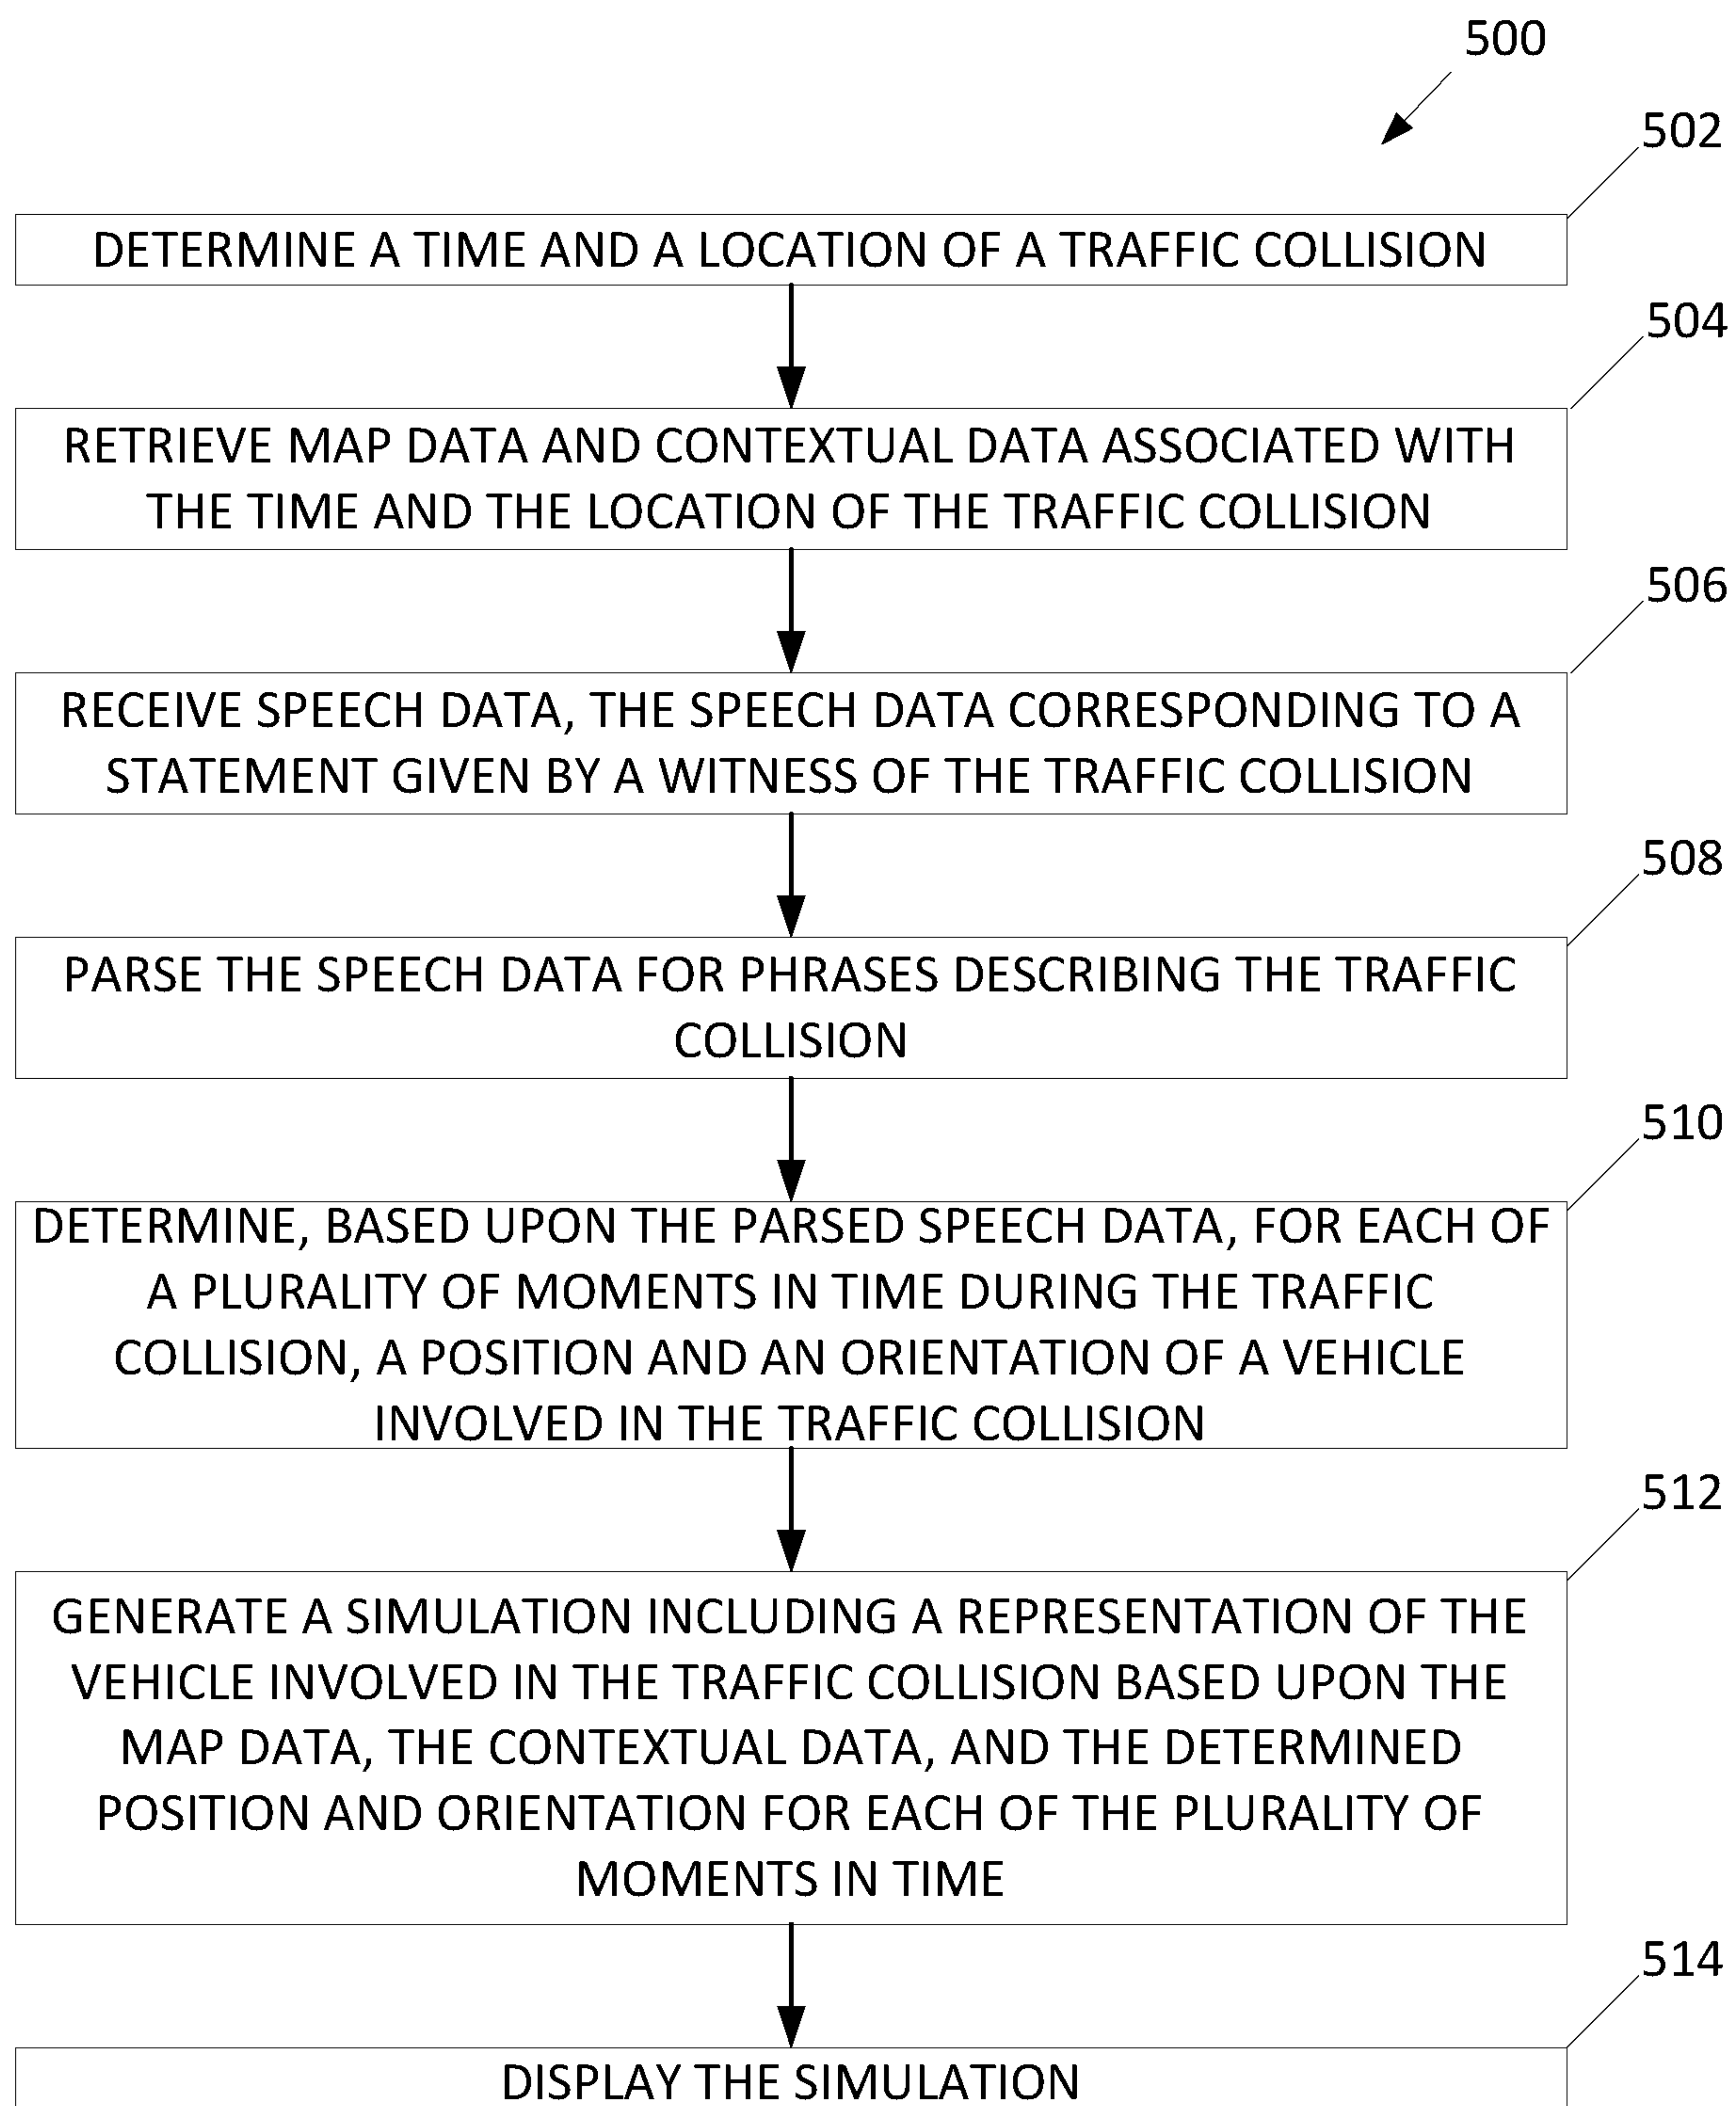 500
502
DETERMINE A TIME AND A LOCATION OF A TRAFFIC COLLISION
504
RETRIEVE MAP DATA AND CONTEXTUAL DATA ASSOCIATED WITH
THE TIME AND THE LOCATION OF THE TRAFFIC COLLISION
506
RECEIVE SPEECH DATA, THE SPEECH DATA CORRESPONDING TO A
STATEMENT GIVEN BY A WITNESS OF THE TRAFFIC COLLISION
508
PARSE THE SPEECH DATA FOR PHRASES DESCRIBING THE TRAFFIC
COLLISION
510
DETERMINE, BASED UPON THE PARSED SPEECH DATA, FOR EACH OF
A PLURALITY OF MOMENTS IN TIME DURING THE TRAFFIC
COLLISION, A POSITION AND AN ORIENTATION OF A VEHICLE
INVOLVED IN THE TRAFFIC COLLISION
512
GENERATE A SIMULATION INCLUDING A REPRESENTATION OF THE
VEHICLE INVOLVED IN THE TRAFFIC COLLISION BASED UPON THE
MAP DATA, THE CONTEXTUAL DATA, AND THE DETERMINED
POSITION AND ORIENTATION FOR EACH OF THE PLURALITY OF
MOMENTS IN TIME
514
DISPLAY THE SIMULATION